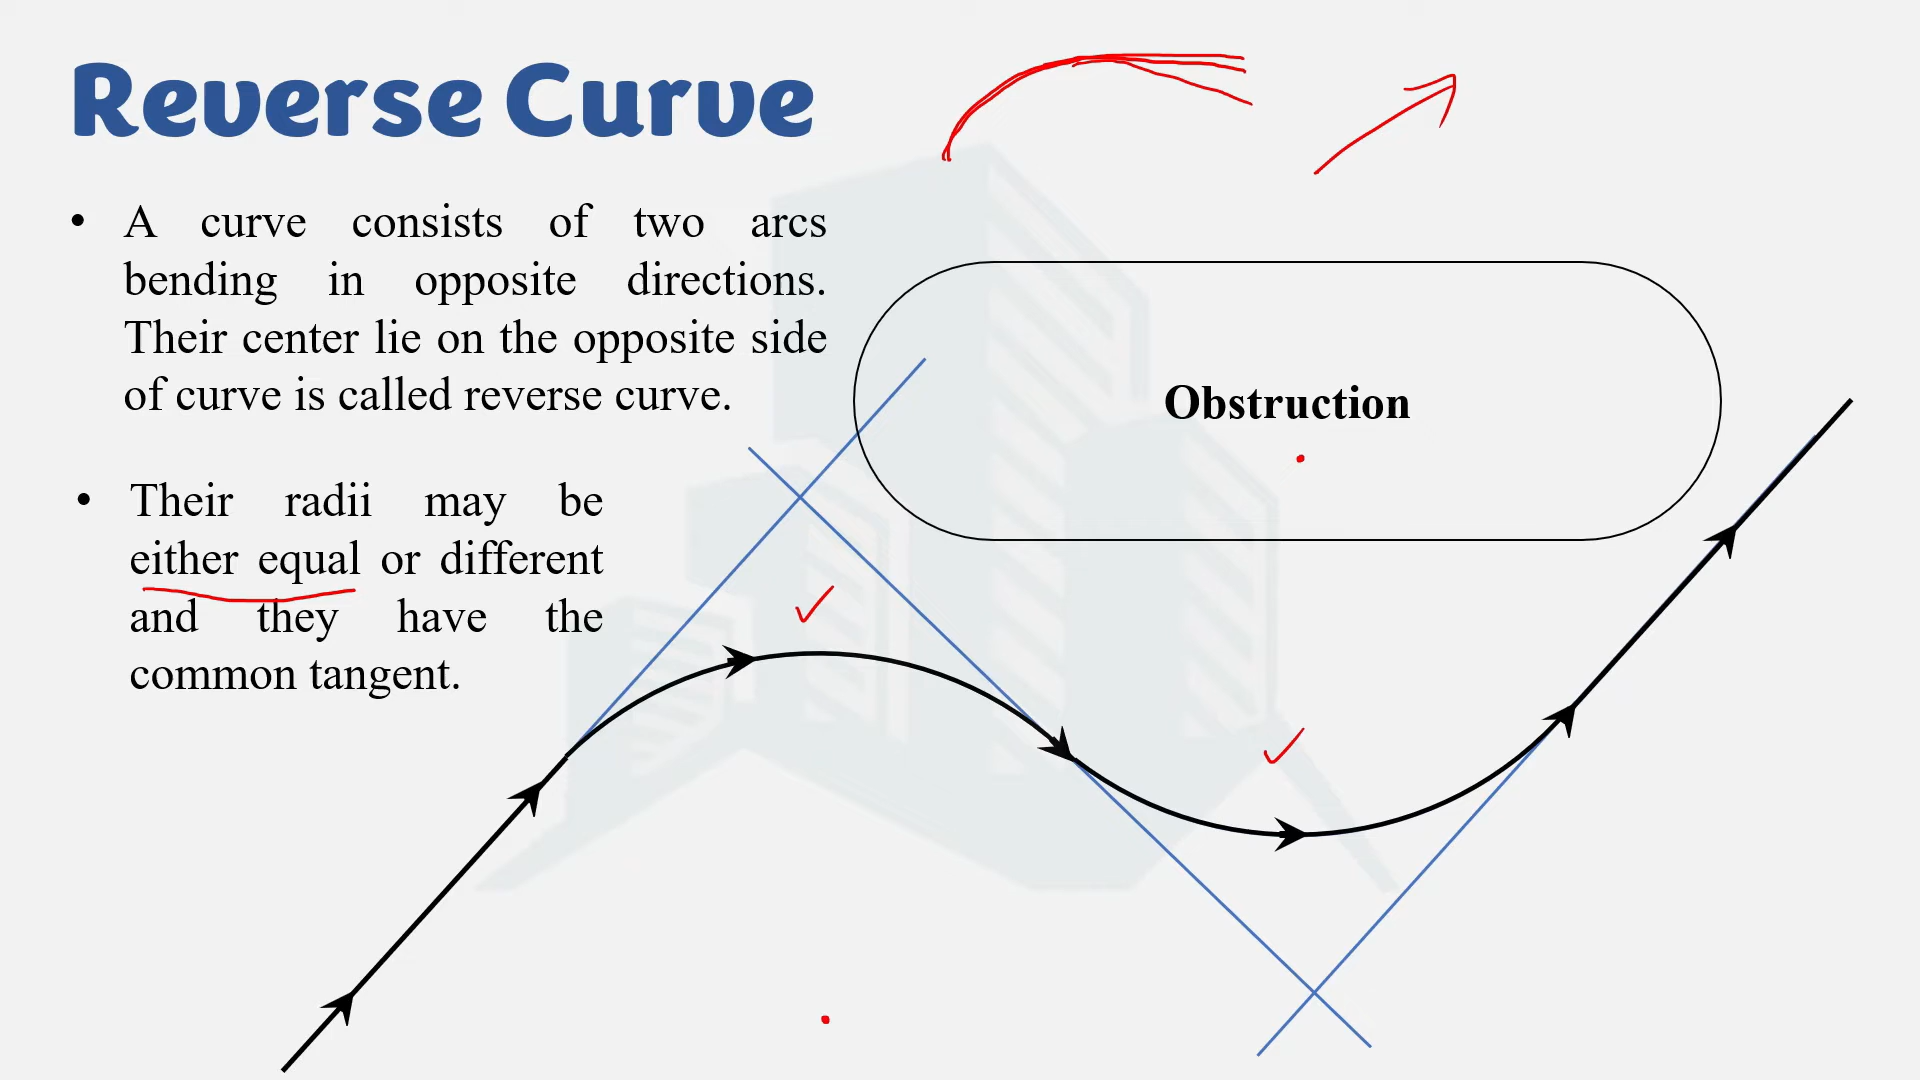 Reverse Curve
• A curve consists of two arcs
bending in opposite directions.
Their center lie on the opposite side
of curve is called reverse curve.
• Their radii may be
either equal or different
and they have the
common tangent.
Obstruction